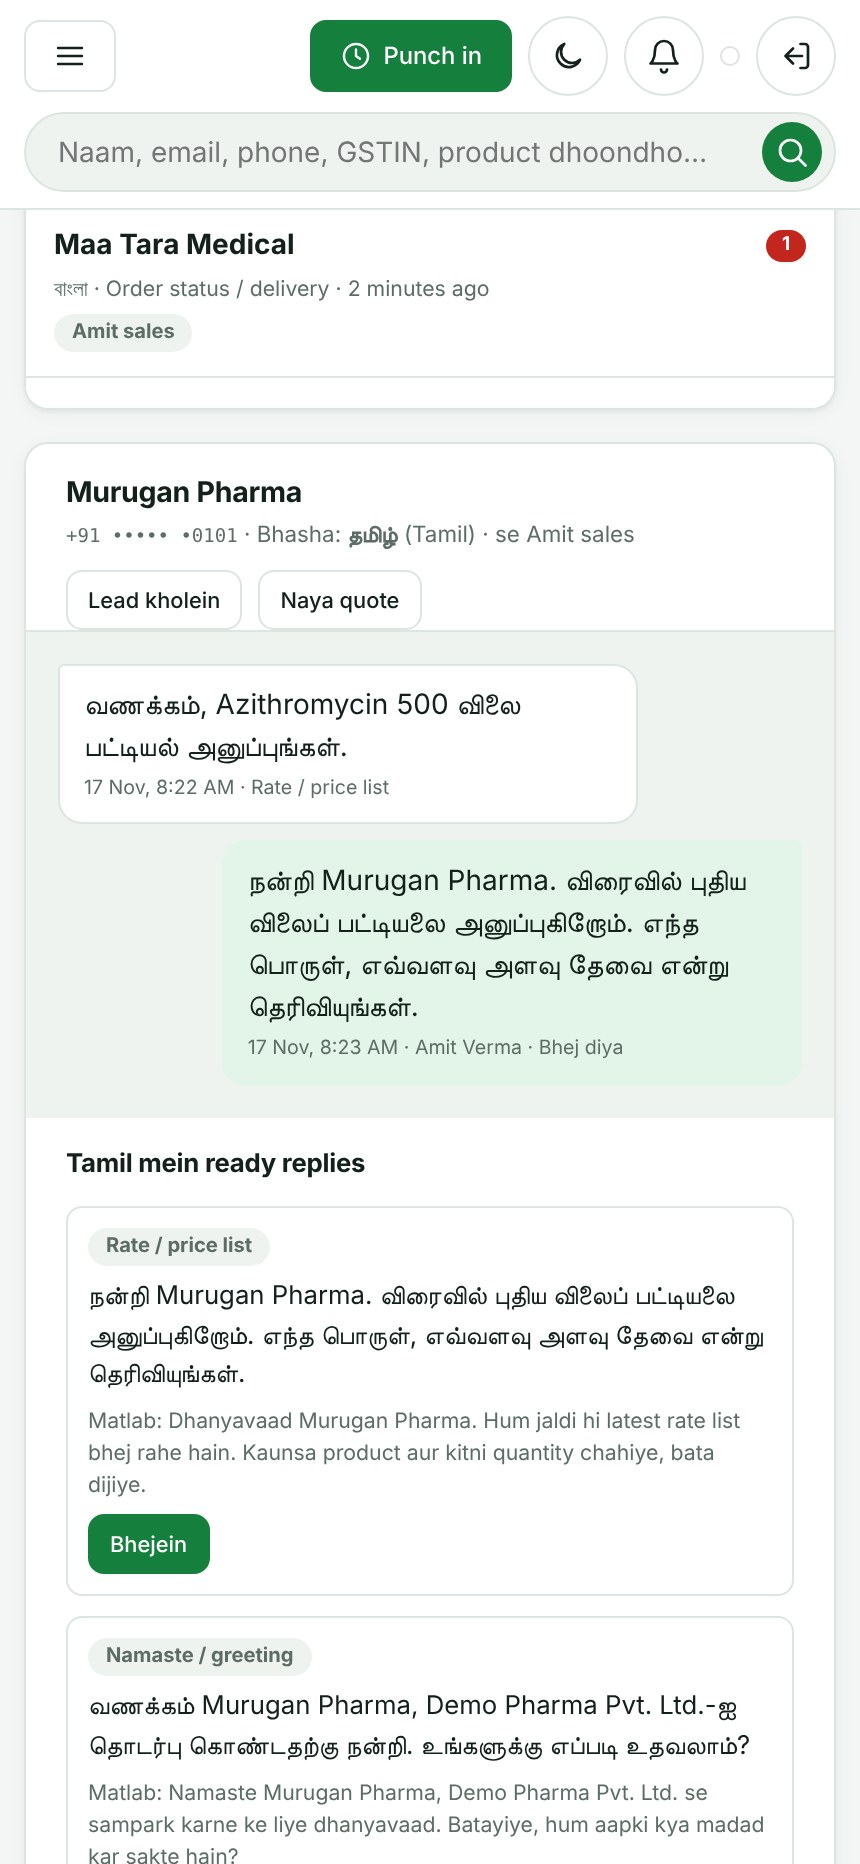 Punch in
Naam, email, phone, GSTIN, product dhoondho...
Maa Tara Medical
1
বাংলা · Order status / delivery · 2 minutes ago
Amit sales
Murugan Pharma
+91 ••••• •0101 · Bhasha: தமிழ் (Tamil) · se Amit sales
Lead kholein
Naya quote
வணக்கம், Azithromycin 500 விலை
பட்டியல் அனுப்புங்கள்.
17 Nov, 8:22 AM · Rate / price list
நன்றி Murugan Pharma. விரைவில் புதிய
விலைப் பட்டியலை அனுப்புகிறோம். எந்த
பொருள், எவ்வளவு அளவு தேவை என்று
தெரிவியுங்கள்.
17 Nov, 8:23 AM · Amit Verma · Bhej diya
Tamil mein ready replies
Rate / price list
நன்றி Murugan Pharma. விரைவில் புதிய விலைப் பட்டியலை
அனுப்புகிறோம். எந்த பொருள், எவ்வளவு அளவு தேவை என்று
தெரிவியுங்கள்.
Matlab: Dhanyavaad Murugan Pharma. Hum jaldi hi latest rate list
bhej rahe hain. Kaunsa product aur kitni quantity chahiye, bata
dijiye.
Bhejein
Namaste / greeting
வணக்கம் Murugan Pharma, Demo Pharma Pvt. Ltd.-ஐ
தொடர்பு கொண்டதற்கு நன்றி. உங்களுக்கு எப்படி உதவலாம்?
Matlab: Namaste Murugan Pharma, Demo Pharma Pvt. Ltd. se
sampark karne ke liye dhanyavaad. Batayiye, hum aapki kya madad
kar sakte hain?